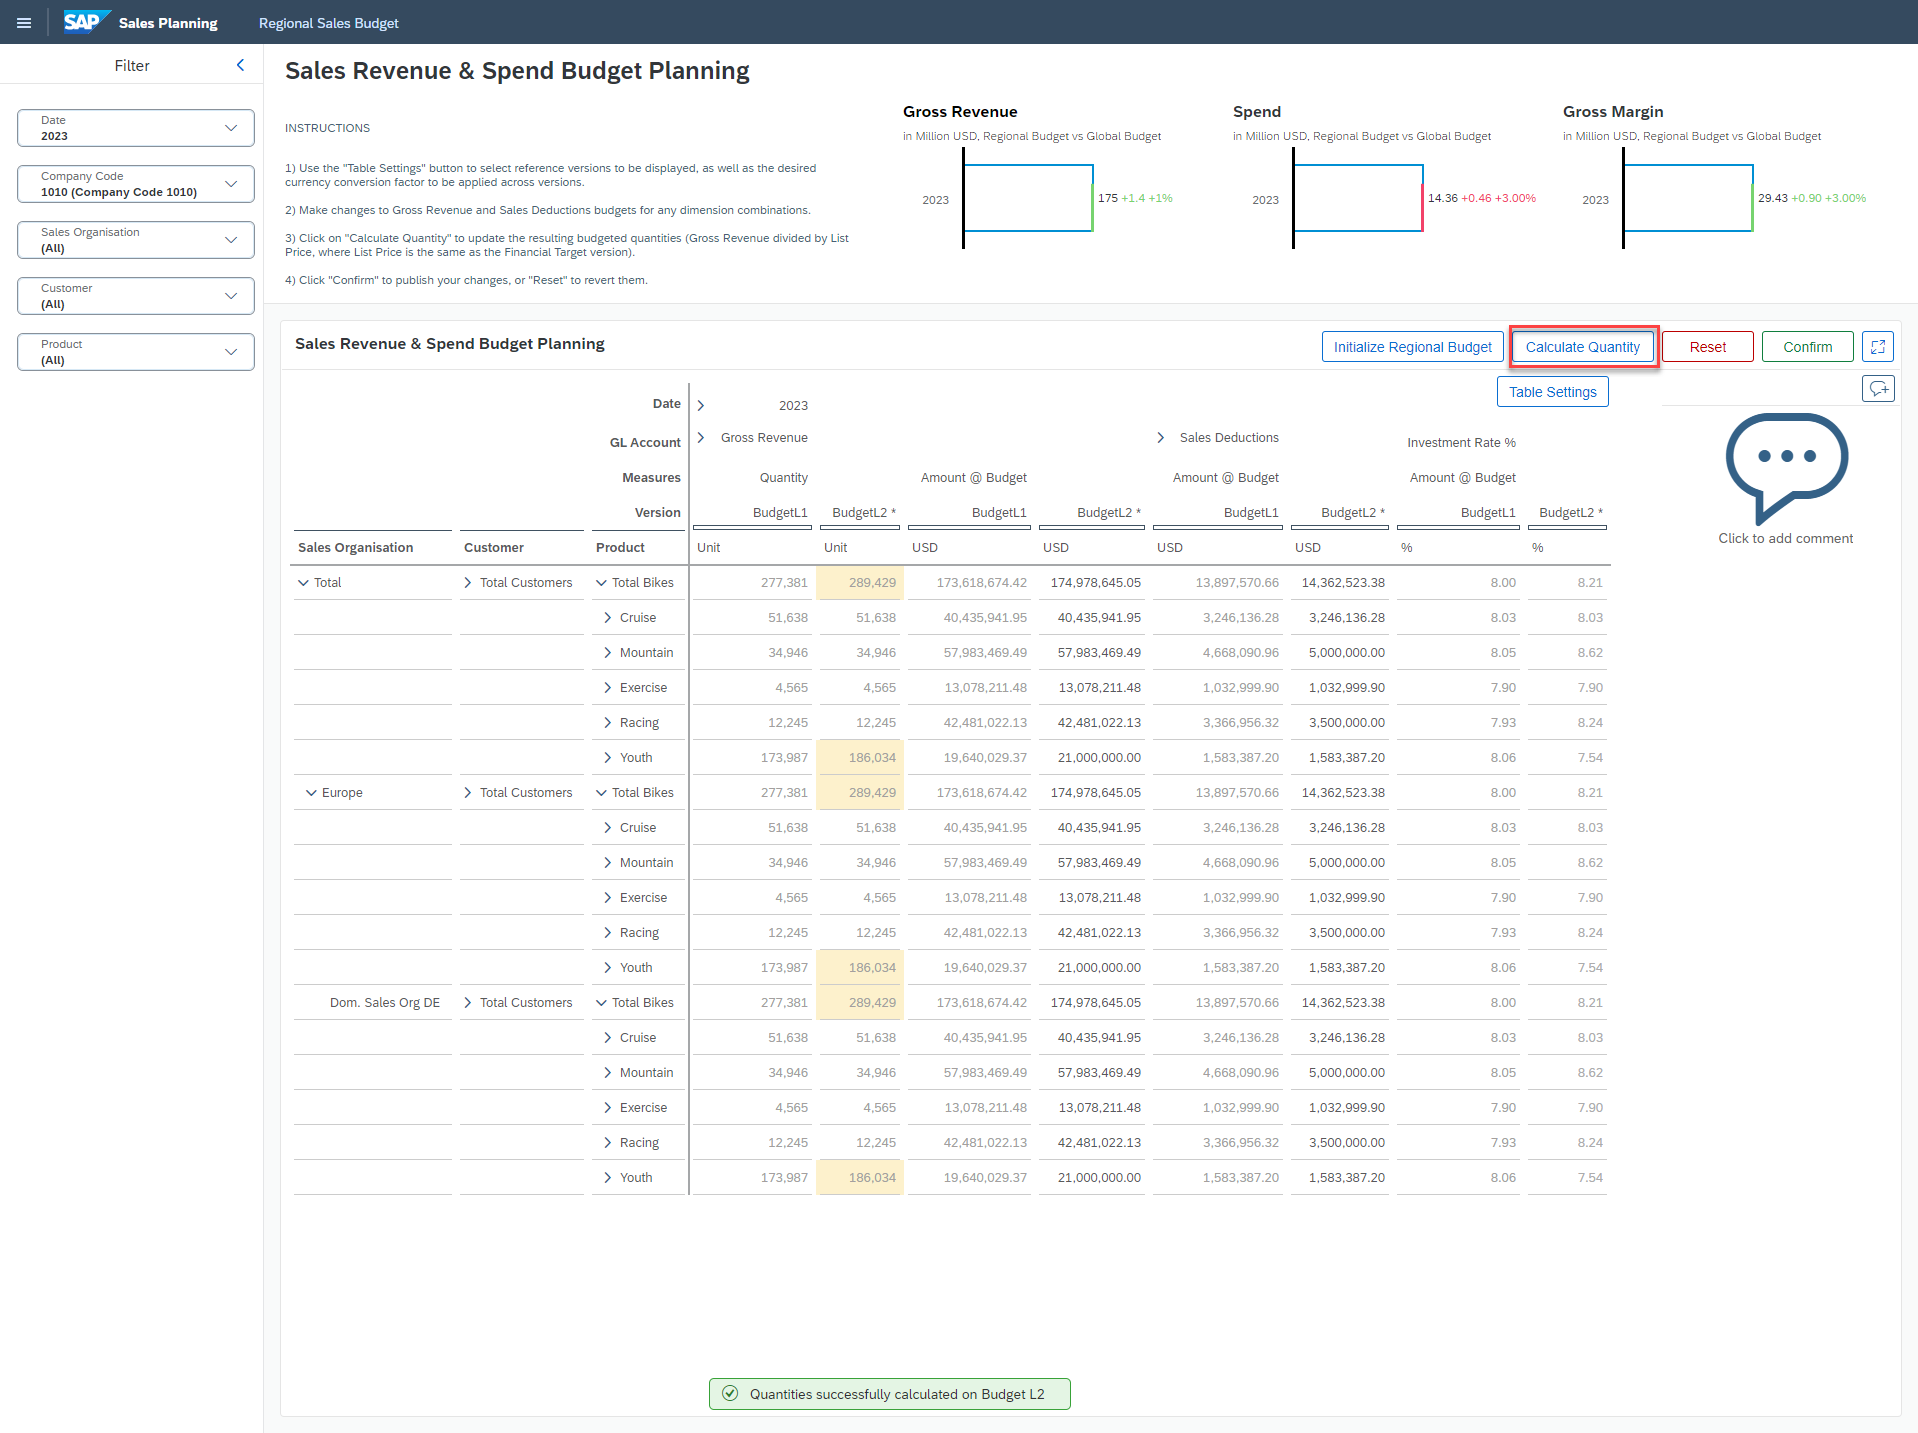 SAP Sales Planning Regional Sales Budget
Filter
Date
2023
Company Code
1010 (Company Code 1010)
Sales Organisation
(All)
Customer
(All)
Product
(All)
Sales Revenue & Spend Budget Planning
INSTRUCTIONS
1) Use the "Table Settings" button to select reference versions to be displayed, as well as the desired
currency conversion factor to be applied across versions.
2) Make changes to Gross Revenue and Sales Deductions budgets for any dimension combinations.
3) Click on "Calculate Quantity" to update the resulting budgeted quantities (Gross Revenue divided by List
Price, where List Price is the same as the Financial Target version).
4) Click "Confirm" to publish your changes, or "Reset" to revert them.
Gross Revenue
in Million USD, Regional Budget vs Global Budget
2023 175 +1.4 +1%
Spend
in Million USD, Regional Budget vs Global Budget
2023 14.36 +0.46 +3.00%
Gross Margin
in Million USD, Regional Budget vs Global Budget
2023 29.43 +0.90 +3.00%
Sales Revenue & Spend Budget Planning
Initialize Regional Budget Calculate Quantity Reset Confirm
Table Settings
Date 2023
GL Account Gross Revenue Sales Deductions Investment Rate %
Measures Quantity Amount @ Budget Amount @ Budget Amount @ Budget
Version BudgetL1 BudgetL2 * BudgetL1 BudgetL2 * BudgetL1 BudgetL2 * BudgetL1 BudgetL2 *
Sales Organisation Customer Product Unit Unit USD USD USD USD % %
Total Total Customers Total Bikes 277,381 289,429 173,618,674.42 174,978,645.05 13,897,570.66 14,362,523.38 8.00 8.21
Cruise 51,638 51,638 40,435,941.95 40,435,941.95 3,246,136.28 3,246,136.28 8.03 8.03
Mountain 34,946 34,946 57,983,469.49 57,983,469.49 4,668,090.96 5,000,000.00 8.05 8.62
Exercise 4,565 4,565 13,078,211.48 13,078,211.48 1,032,999.90 1,032,999.90 7.90 7.90
Racing 12,245 12,245 42,481,022.13 42,481,022.13 3,366,956.32 3,500,000.00 7.93 8.24
Youth 173,987 186,034 19,640,029.37 21,000,000.00 1,583,387.20 1,583,387.20 8.06 7.54
Europe Total Customers Total Bikes 277,381 289,429 173,618,674.42 174,978,645.05 13,897,570.66 14,362,523.38 8.00 8.21
Cruise 51,638 51,638 40,435,941.95 40,435,941.95 3,246,136.28 3,246,136.28 8.03 8.03
Mountain 34,946 34,946 57,983,469.49 57,983,469.49 4,668,090.96 5,000,000.00 8.05 8.62
Exercise 4,565 4,565 13,078,211.48 13,078,211.48 1,032,999.90 1,032,999.90 7.90 7.90
Racing 12,245 12,245 42,481,022.13 42,481,022.13 3,366,956.32 3,500,000.00 7.93 8.24
Youth 173,987 186,034 19,640,029.37 21,000,000.00 1,583,387.20 1,583,387.20 8.06 7.54
Dom. Sales Org DE Total Customers Total Bikes 277,381 289,429 173,618,674.42 174,978,645.05 13,897,570.66 14,362,523.38 8.00 8.21
Cruise 51,638 51,638 40,435,941.95 40,435,941.95 3,246,136.28 3,246,136.28 8.03 8.03
Mountain 34,946 34,946 57,983,469.49 57,983,469.49 4,668,090.96 5,000,000.00 8.05 8.62
Exercise 4,565 4,565 13,078,211.48 13,078,211.48 1,032,999.90 1,032,999.90 7.90 7.90
Racing 12,245 12,245 42,481,022.13 42,481,022.13 3,366,956.32 3,500,000.00 7.93 8.24
Youth 173,987 186,034 19,640,029.37 21,000,000.00 1,583,387.20 1,583,387.20 8.06 7.54
Click to add comment
Quantities successfully calculated on Budget L2